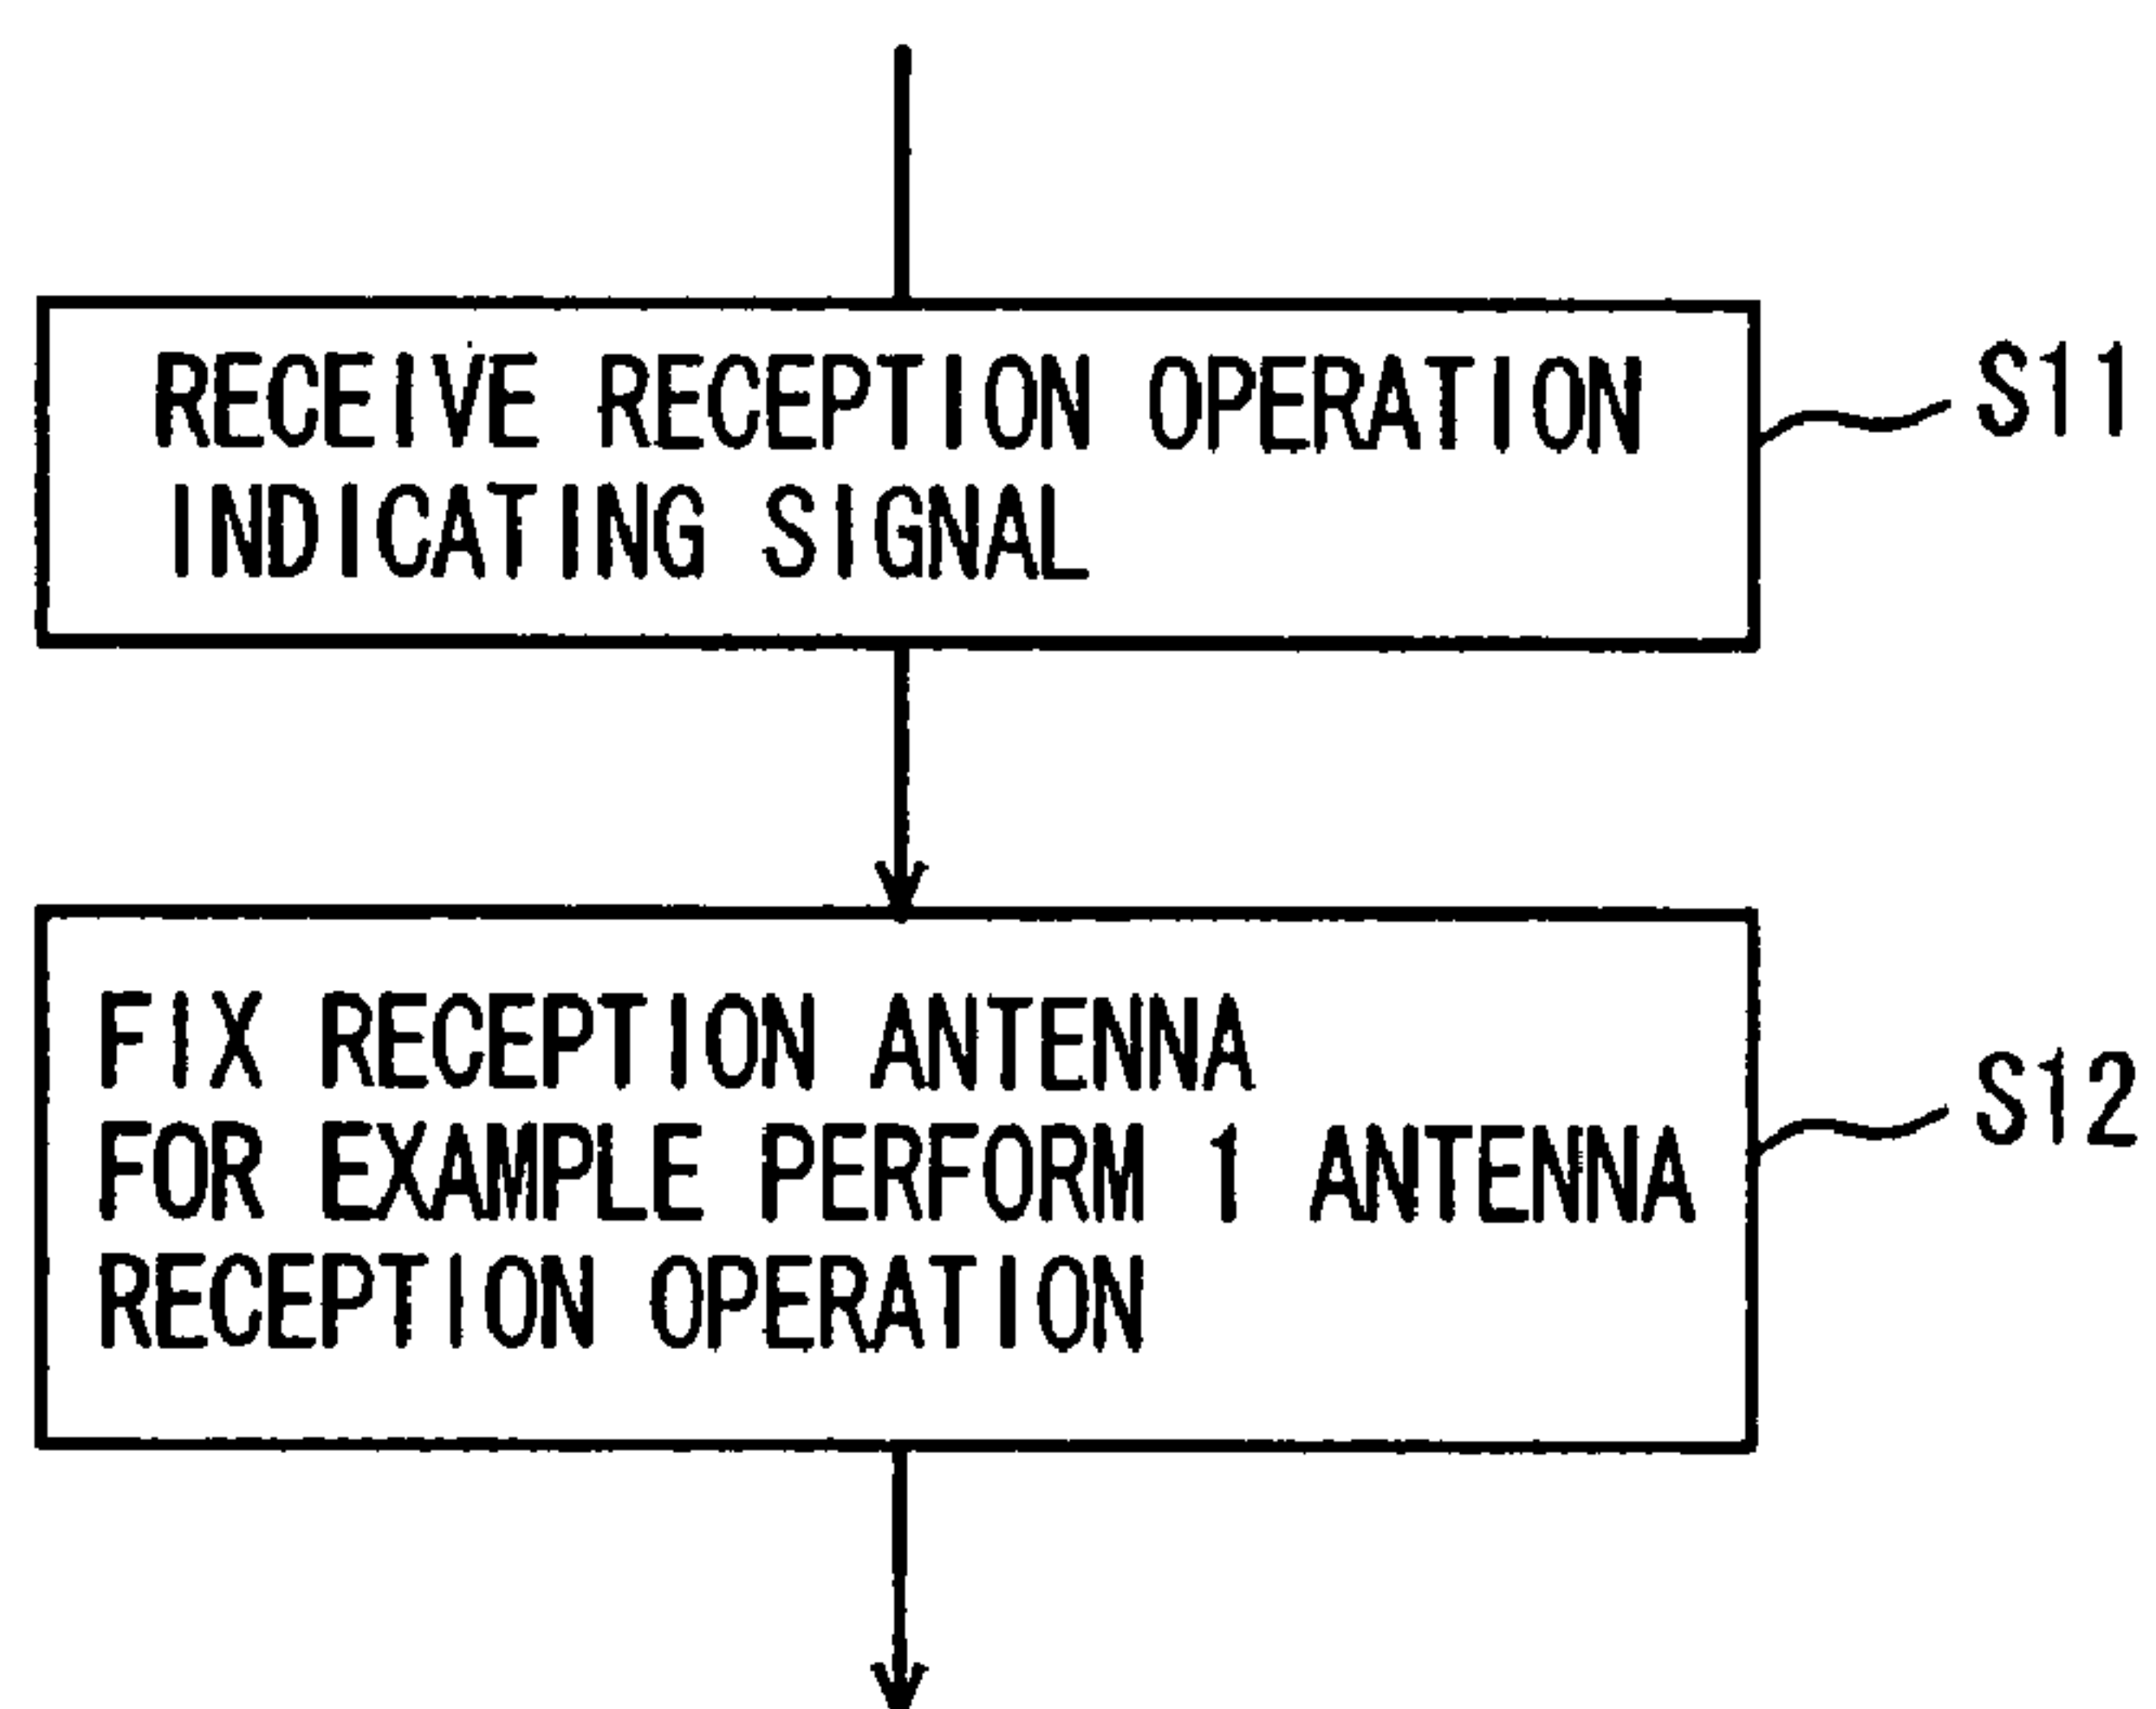 RECEIVE RECEPTION OPERATION
INDICATING SIGNAL
S11
FIX RECEPTION ANTENNA
FOR EXAMPLE PERFORM 1 ANTENNA
RECEPTION OPERATION
S12